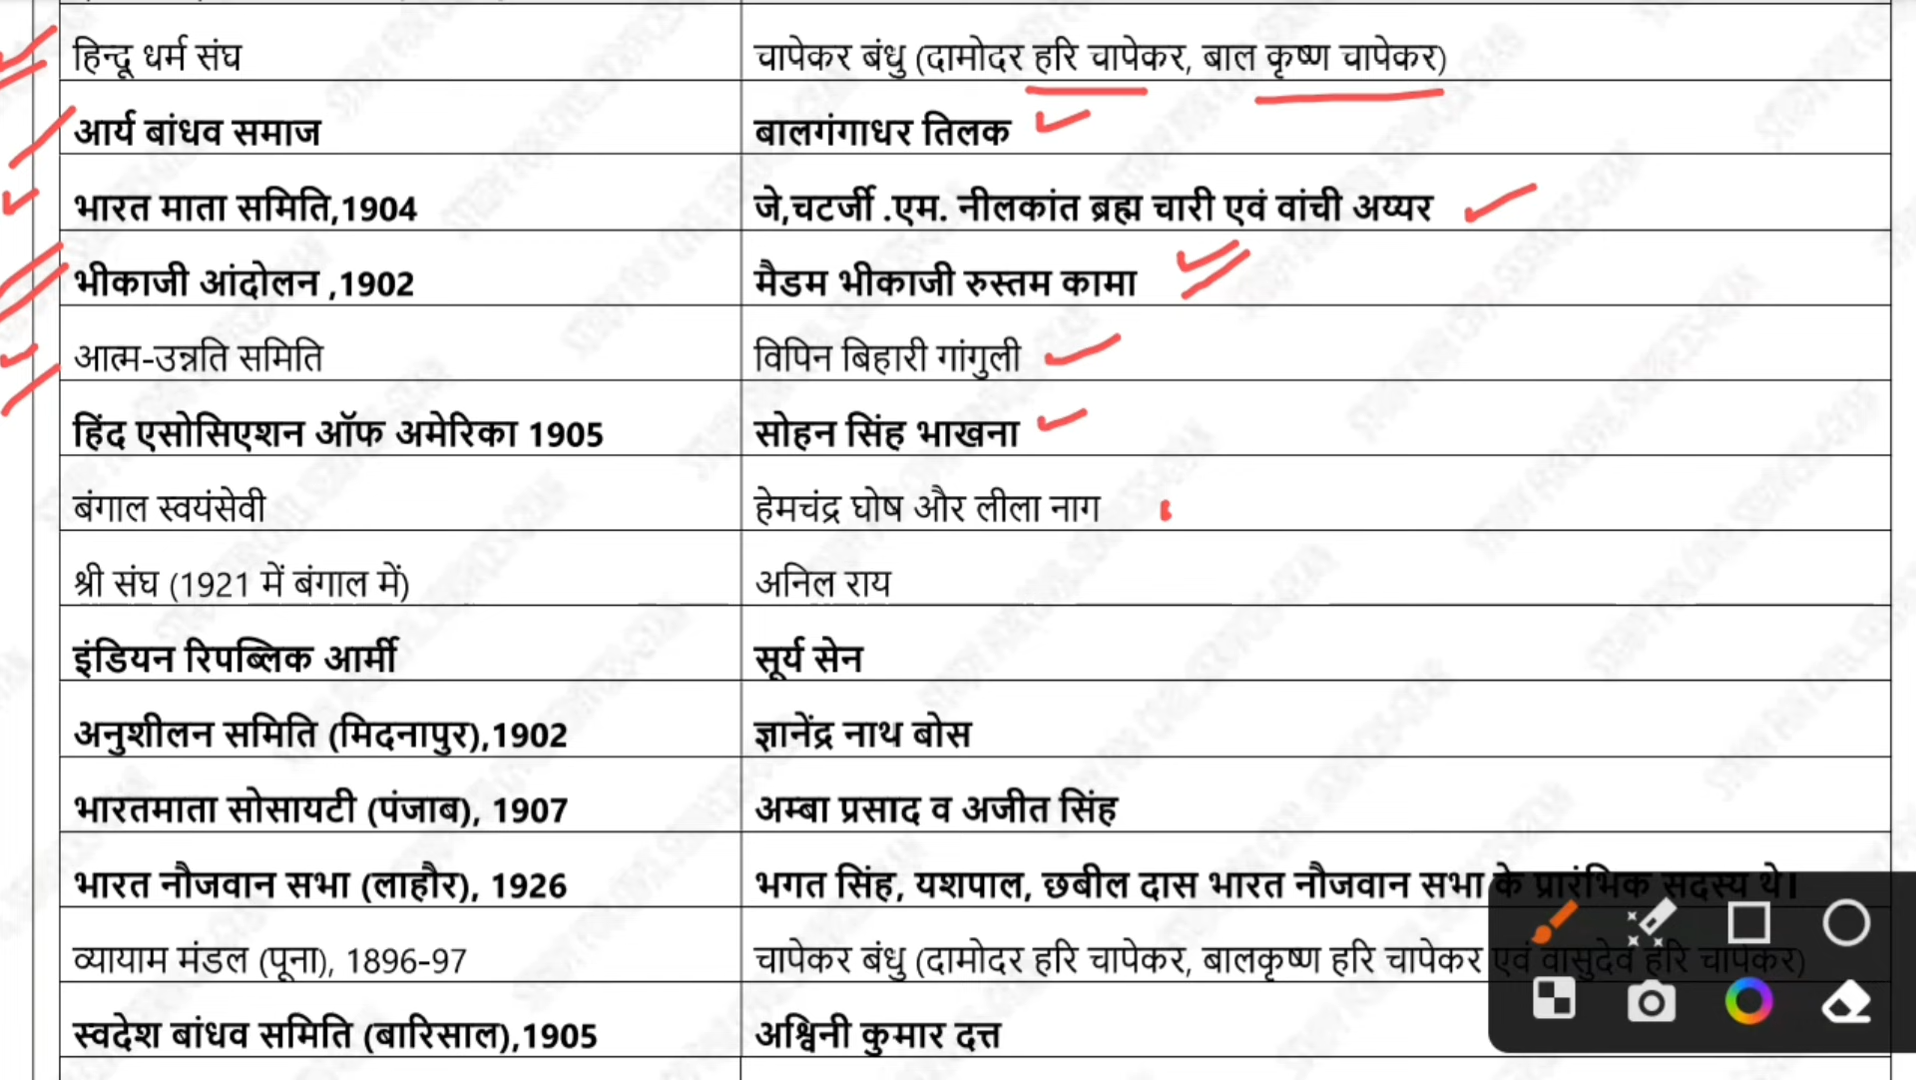 हिन्दू धर्म संघ
चापेकर बंधु (दामोदर हरि चापेकर, बाल कृष्ण चापेकर)
आर्य बांधव समाज
बालगंगाधर तिलक
भारत माता समिति,1904
जे,चटर्जी .एम. नीलकांत ब्रह्म चारी एवं वांची अय्यर
भीकाजी आंदोलन ,1902
मैडम भीकाजी रुस्तम कामा
आत्म-उन्नति समिति
विपिन बिहारी गांगुली
हिंद एसोसिएशन ऑफ अमेरिका 1905
सोहन सिंह भाखना
बंगाल स्वयंसेवी
हेमचंद्र घोष और लीला नाग
श्री संघ (1921 में बंगाल में)
अनिल राय
इंडियन रिपब्लिक आर्मी
सूर्य सेन
अनुशीलन समिति (मिदनापुर),1902
ज्ञानेंद्र नाथ बोस
भारतमाता सोसायटी (पंजाब), 1907
अम्बा प्रसाद व अजीत सिंह
भारत नौजवान सभा (लाहौर), 1926
भगत सिंह, यशपाल, छबील दास भारत नौजवान सभा के प्रारंभिक सदस्य थे।
व्यायाम मंडल (पूना), 1896-97
चापेकर बंधु (दामोदर हरि चापेकर, बालकृष्ण हरि चापेकर एवं वासुदेव हरि चापेकर)
स्वदेश बांधव समिति (बारिसाल),1905
अश्विनी कुमार दत्त